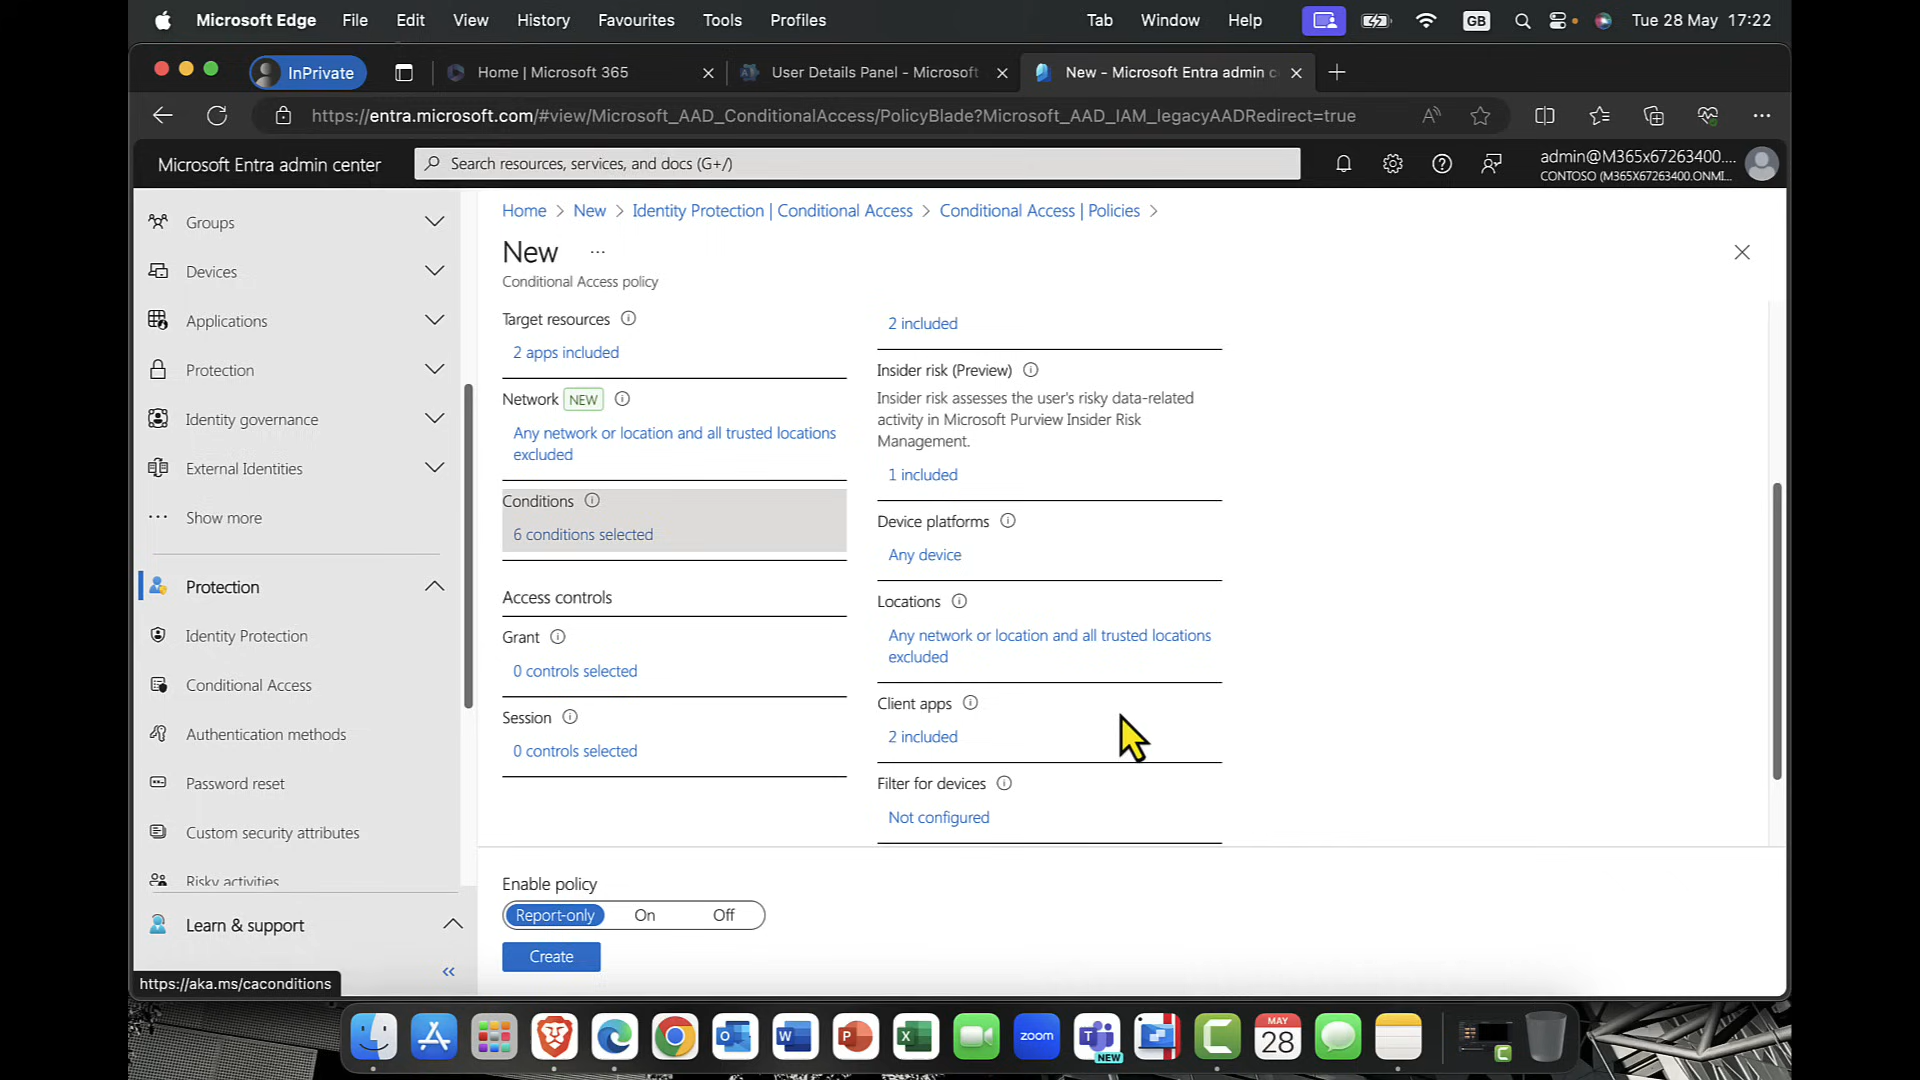 Microsoft Edge File Edit View History Favourites Tools Profiles Tab Window Help GB Tue 28 May 17:22
InPrivate Home | Microsoft 365 User Details Panel - Microsoft New - Microsoft Entra admin c
https://entra.microsoft.com/#view/Microsoft_AAD_ConditionalAccess/PolicyBlade?Microsoft_AAD_IAM_legacyAADRedirect=true
Microsoft Entra admin center
Search resources, services, and docs (G+/)
admin@M365x67263400....
CONTOSO (M365X67263400.ONMI...
Groups
Devices
Applications
Protection
Identity governance
External Identities
Show more
Protection
Identity Protection
Conditional Access
Authentication methods
Password reset
Custom security attributes
Risky activities
Learn & support
https://aka.ms/caconditions
Home > New > Identity Protection | Conditional Access > Conditional Access | Policies >
New ...
Conditional Access policy
Target resources
2 apps included
Network NEW
Any network or location and all trusted locations
excluded
Conditions
6 conditions selected
Access controls
Grant
0 controls selected
Session
0 controls selected
2 included
Insider risk (Preview)
Insider risk assesses the user's risky data-related
activity in Microsoft Purview Insider Risk
Management.
1 included
Device platforms
Any device
Locations
Any network or location and all trusted locations
excluded
Client apps
2 included
Filter for devices
Not configured
Enable policy
Report-only On Off
Create
zoom
NEW
MAY
28